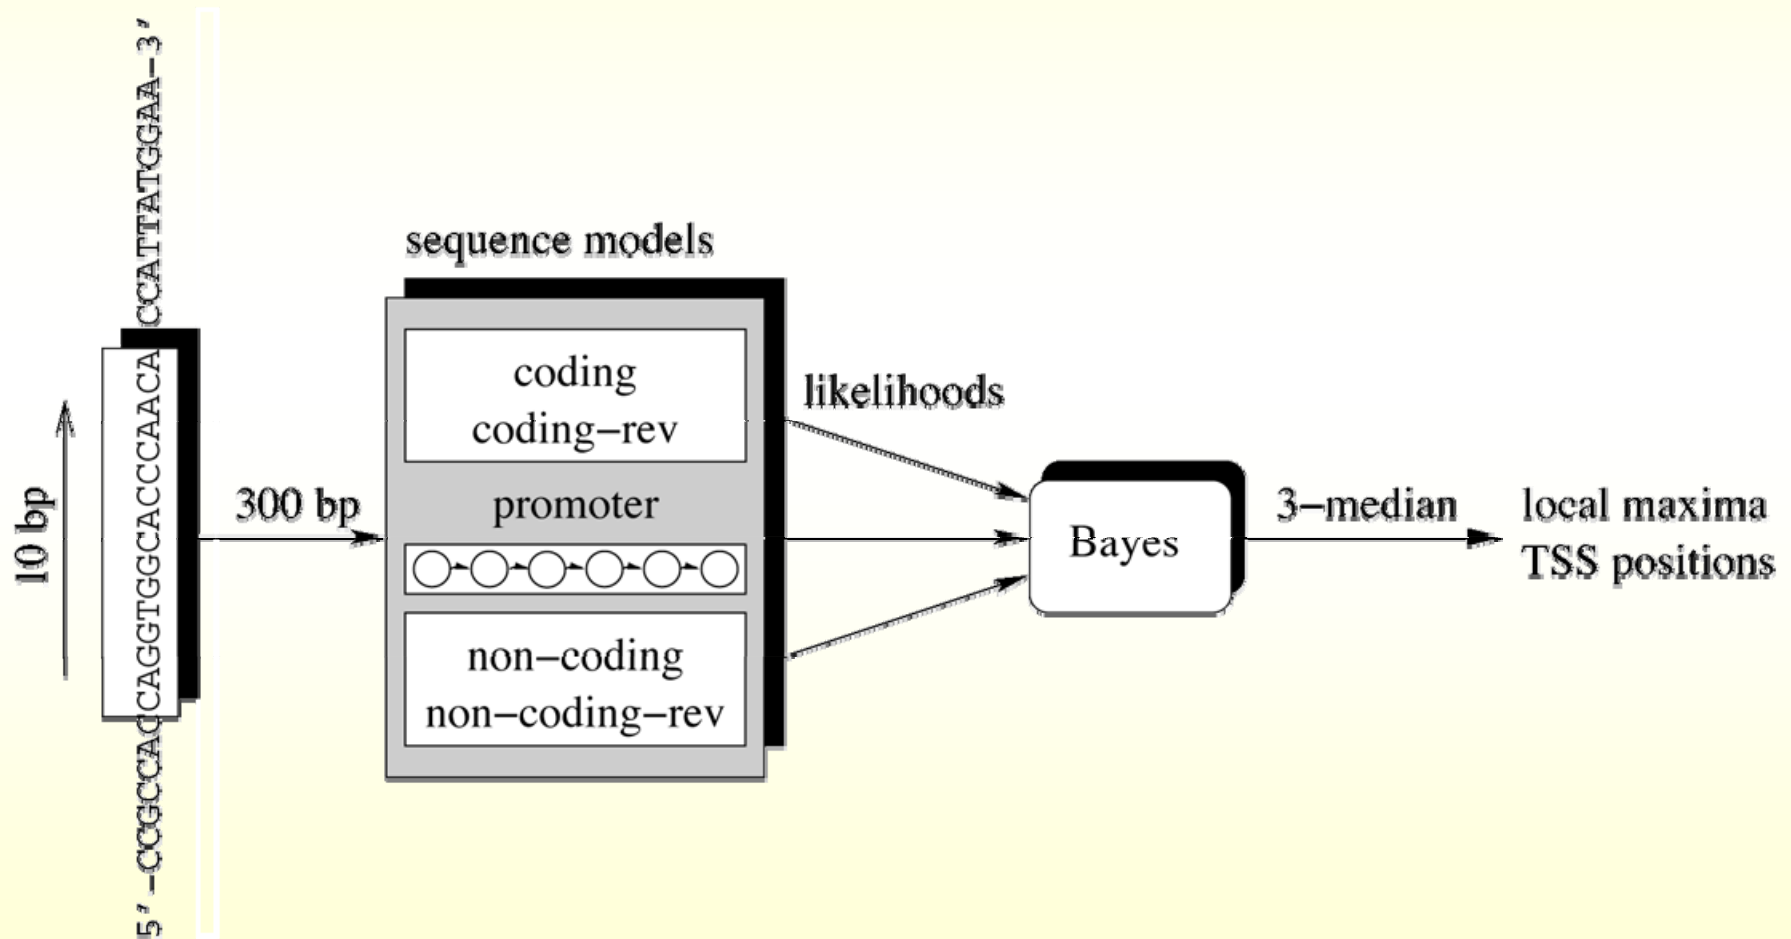 5'-CCGCCACCAGGTGGCACCCAACACCATTATGGAA-3'
10 bp
300 bp
sequence models
coding
coding-rev
promoter
non-coding
non-coding-rev
likelihoods
Bayes
3-median
local maxima
TSS positions